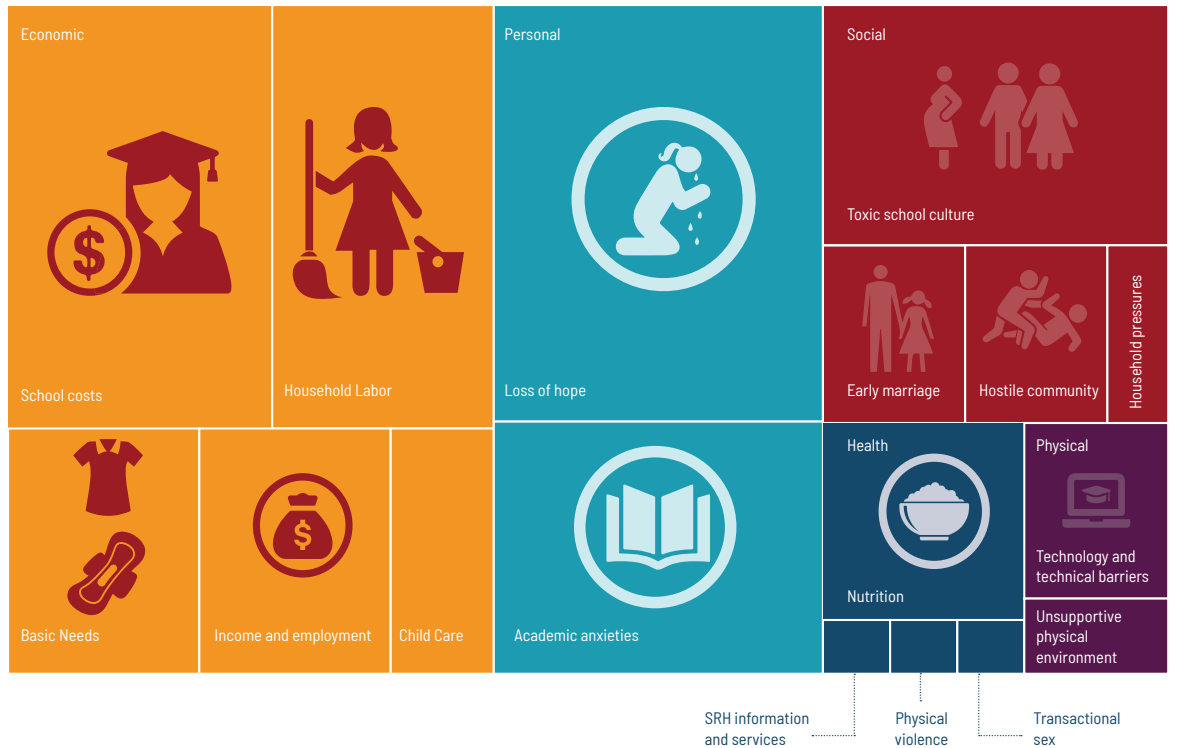 Economic
School costs
Household Labor
Basic Needs
Income and employment
Child Care
Personal
Loss of hope
Academic anxieties
Social
Toxic school culture
Early marriage
Hostile community
Household pressures
Health
Nutrition
SRH information
and services
Physical
violence
Transactional
sex
Physical
Technology and
technical barriers
Unsupportive
physical
environment
$
$